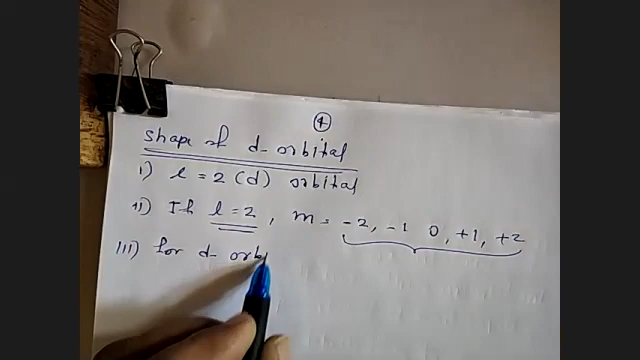 4
Shape of d-orbital
i) l = 2 (d) orbital
ii) If l = 2, m = -2, -1 0, +1, +2
iii) for d- orb